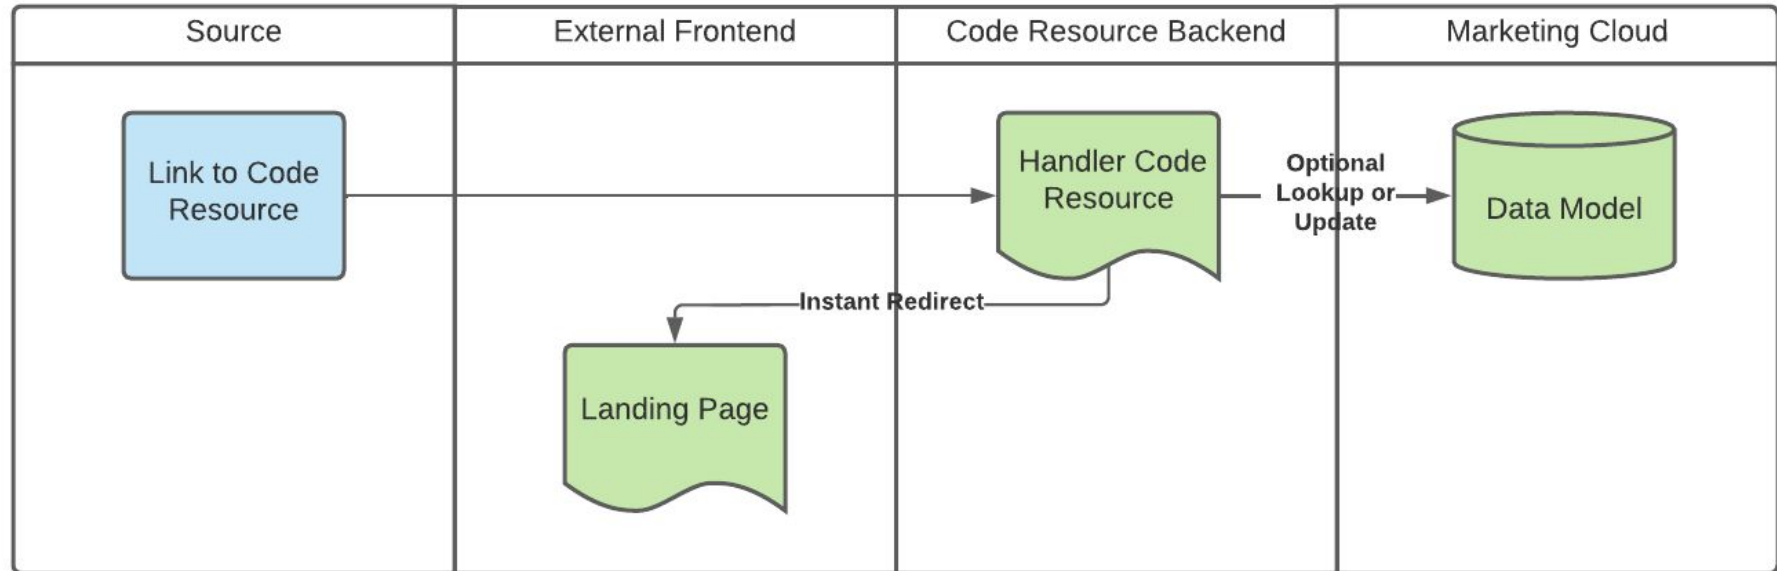 Source
External Frontend
Code Resource Backend
Marketing Cloud
Link to Code
Resource
Handler Code
Resource
Optional
Lookup or
Update
Data Model
Instant Redirect
Landing Page